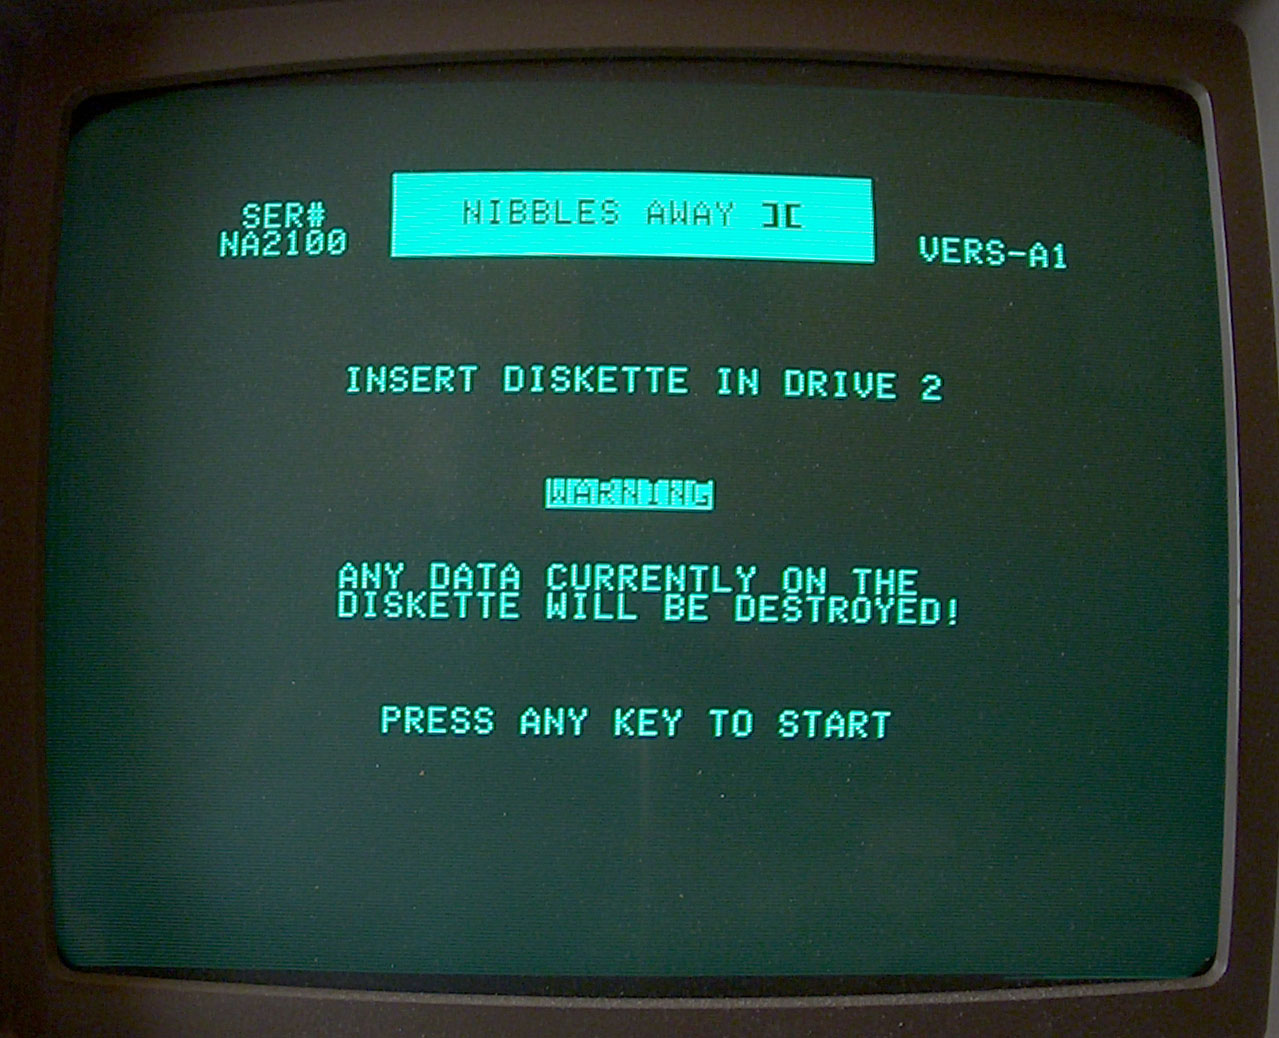 SER#
NA2100
NIBBLES AWAY ][
VERS-A1
INSERT DISKETTE IN DRIVE 2
WARNING
ANY DATA CURRENTLY ON THE
DISKETTE WILL BE DESTROYED!
PRESS ANY KEY TO START